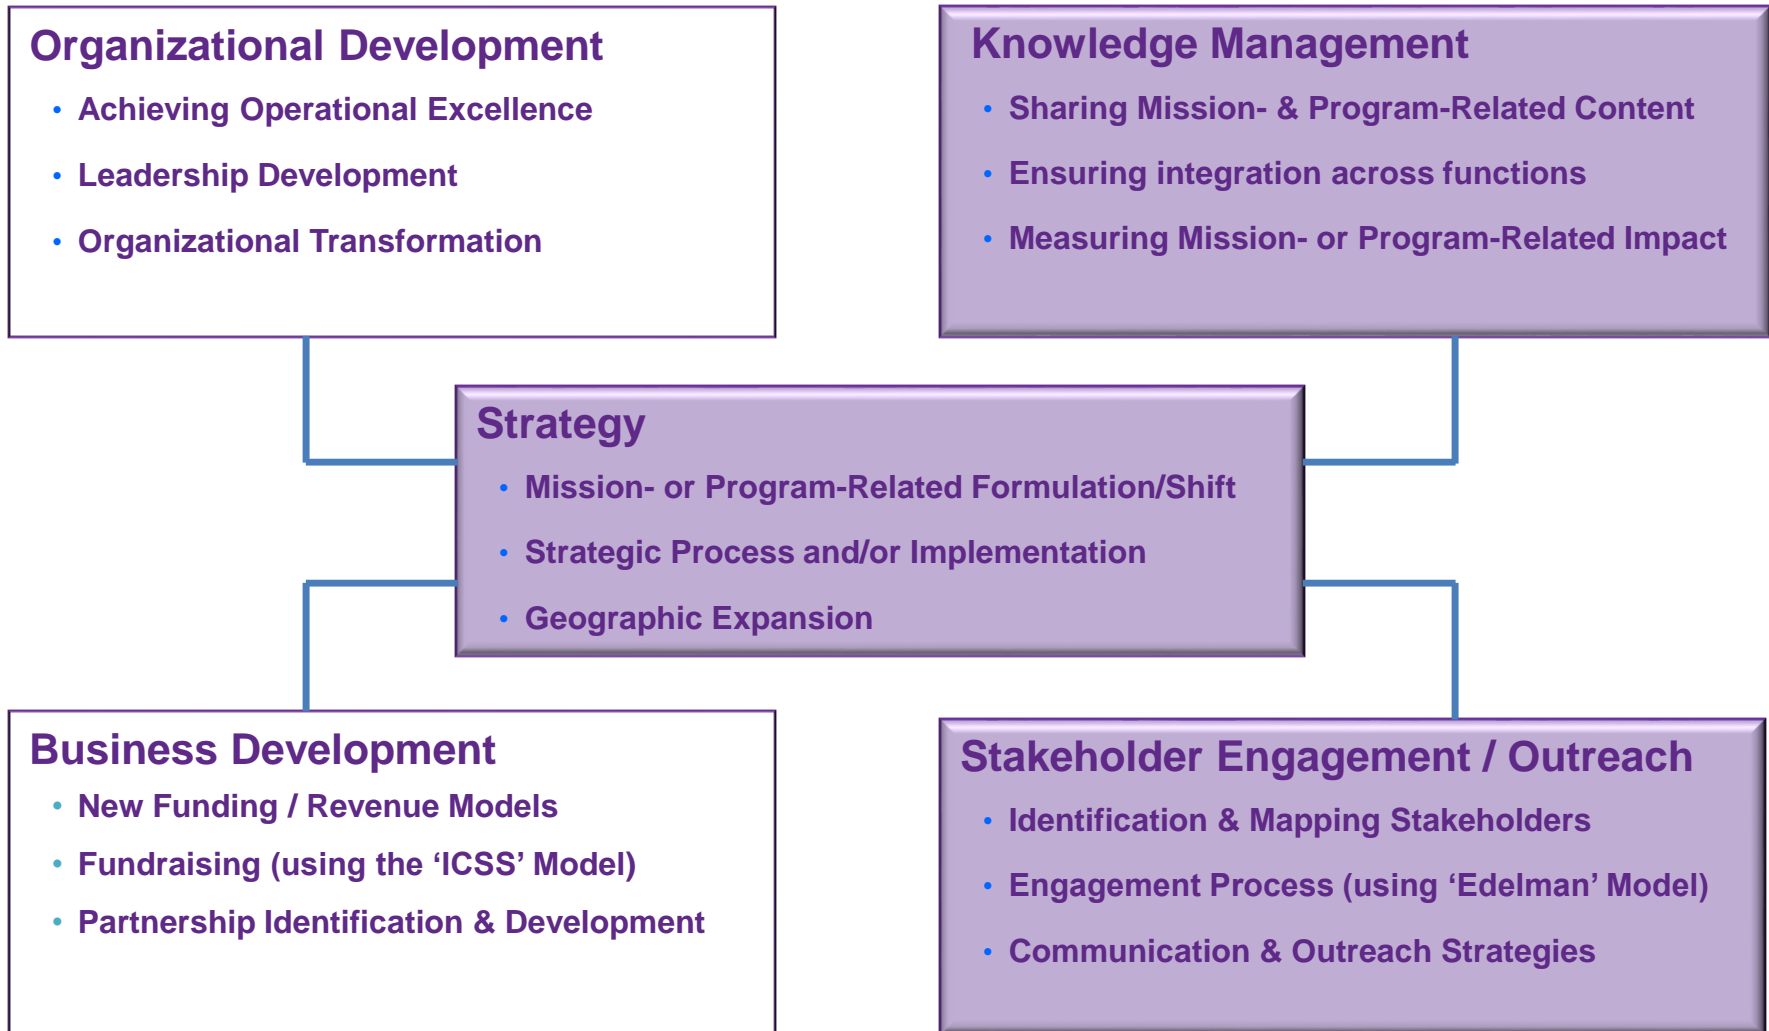 Organizational Development
• Achieving Operational Excellence
• Leadership Development
• Organizational Transformation
Knowledge Management
• Sharing Mission- & Program-Related Content
• Ensuring integration across functions
• Measuring Mission- or Program-Related Impact
Strategy
• Mission- or Program-Related Formulation/Shift
• Strategic Process and/or Implementation
• Geographic Expansion
Business Development
• New Funding / Revenue Models
• Fundraising (using the ‘ICSS’ Model)
• Partnership Identification & Development
Stakeholder Engagement / Outreach
• Identification & Mapping Stakeholders
• Engagement Process (using ‘Edelman’ Model)
• Communication & Outreach Strategies